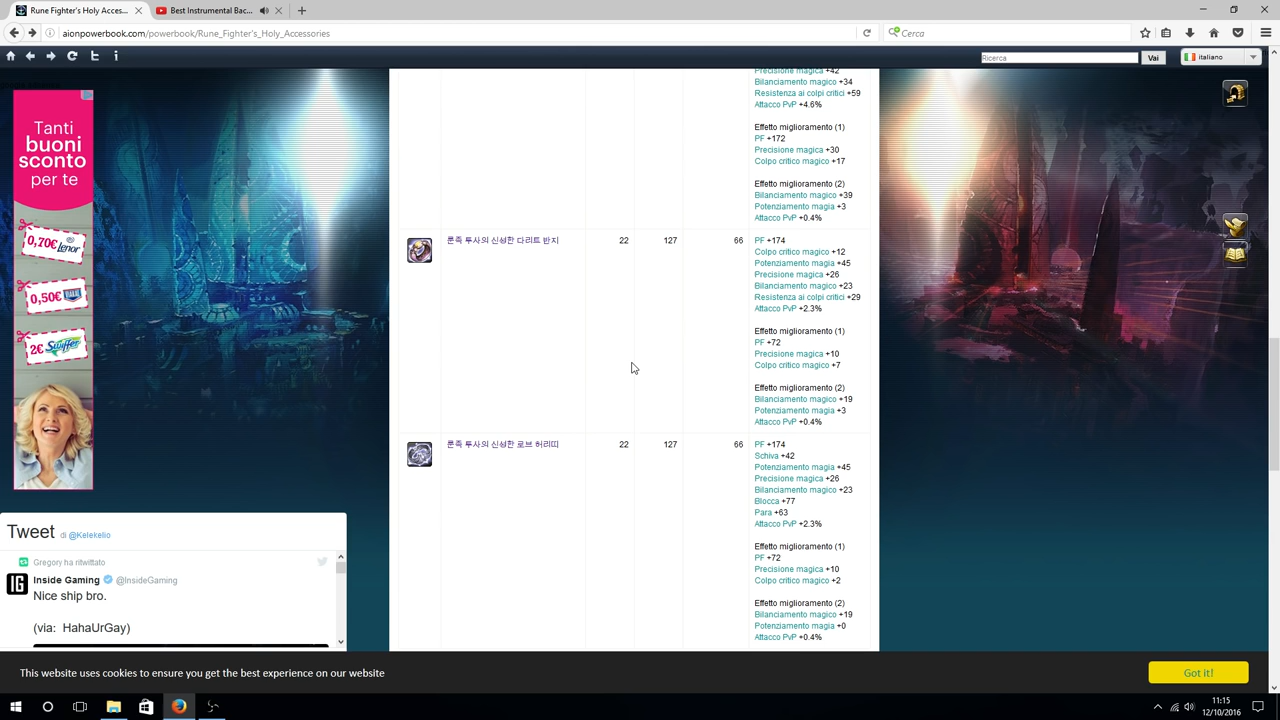 Rune Fighter's Holy Acces...
Best Instrumental Bac...
aionpowerbook.com/powerbook/Rune_Fighter's_Holy_Accessories
Cerca
Ricerca
Vai
italiano
Tanti
buoni
sconto
per te
0,70€ Lenor
0,50€
2€ Swiffer
Precisione magica +42
Bilanciamento magico +34
Resistenza ai colpi critici +59
Attacco PvP +4.6%
Effetto miglioramento (1)
PF +172
Precisione magica +30
Colpo critico magico +17
Effetto miglioramento (2)
Bilanciamento magico +39
Potenziamento magia +3
Attacco PvP +0.4%
룬족 투사의 신성한 다리트 반지 22 127 66
PF +174
Colpo critico magico +12
Potenziamento magia +45
Precisione magica +26
Bilanciamento magico +23
Resistenza ai colpi critici +29
Attacco PvP +2.3%
Effetto miglioramento (1)
PF +72
Precisione magica +10
Colpo critico magico +7
Effetto miglioramento (2)
Bilanciamento magico +19
Potenziamento magia +3
Attacco PvP +0.4%
룬족 투사의 신성한 로브 허리띠 22 127 66
PF +174
Schiva +42
Potenziamento magia +45
Precisione magica +26
Bilanciamento magico +23
Blocca +77
Para +63
Attacco PvP +2.3%
Effetto miglioramento (1)
PF +72
Precisione magica +10
Colpo critico magico +2
Effetto miglioramento (2)
Bilanciamento magico +19
Potenziamento magia +0
Attacco PvP +0.4%
Tweet di @Kelekelio
Gregory ha ritwittato
IG
Inside Gaming @InsideGaming
Nice ship bro.
(via: HahaUrGay)
This website uses cookies to ensure you get the best experience on our website
Got it!
11:15
12/10/2016